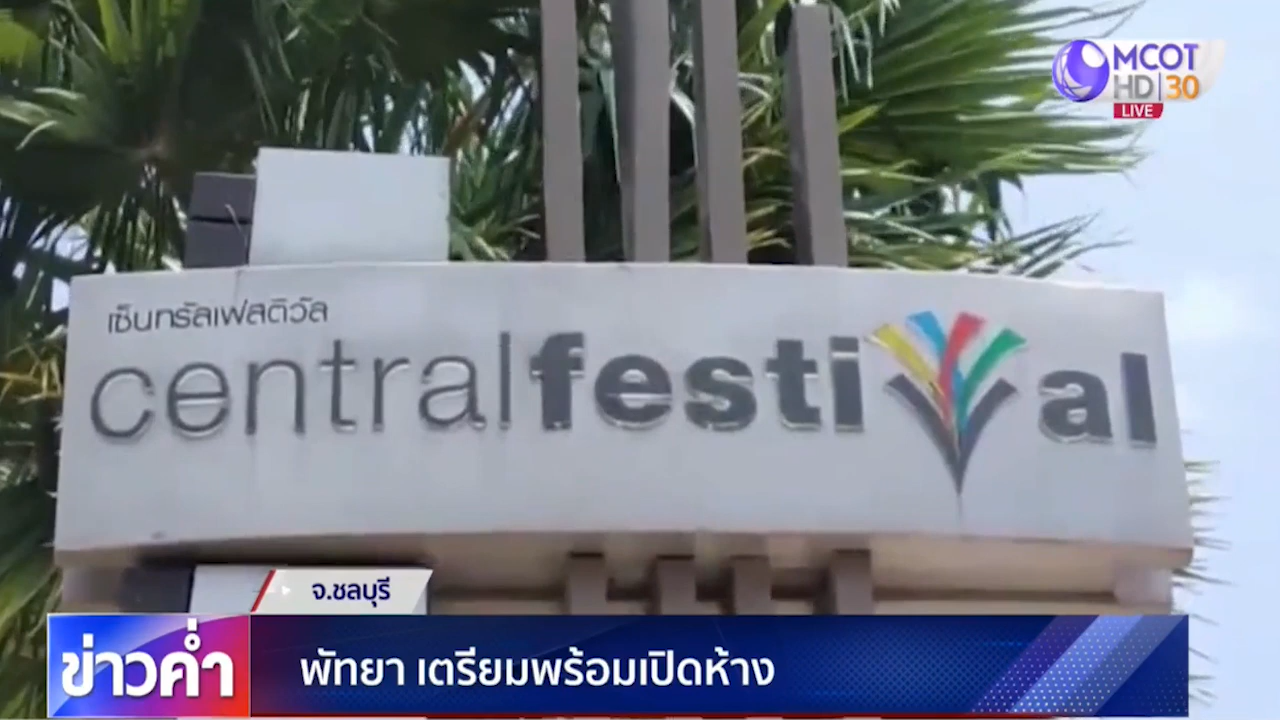 MCOT
HD 30
LIVE
เซ็นทรัลเฟสติวัล
centralfestival
จ.ชลบุรี
ข่าวค่ำ
พัทยา เตรียมพร้อมเปิดห้าง